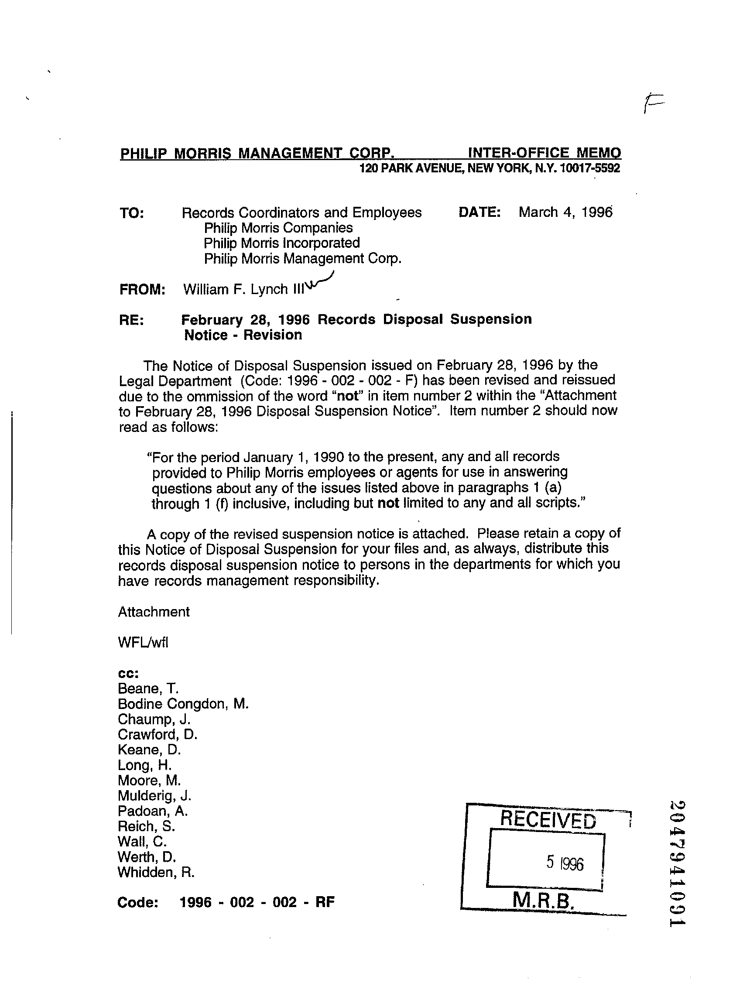 F
PHILIP MORRIS MANAGEMENT CORP. INTER-OFFICE MEMO
120 PARK AVENUE, NEW YORK, N.Y. 10017-5592
TO: Records Coordinators and Employees DATE: March 4, 1996
Philip Morris Companies
Philip Morris Incorporated
Philip Morris Management Corp.
FROM: William F. Lynch III
RE: February 28, 1996 Records Disposal Suspension
Notice - Revision
The Notice of Disposal Suspension issued on February 28, 1996 by the
Legal Department (Code: 1996 - 002 - 002 - F) has been revised and reissued
due to the ommission of the word "not" in item number 2 within the "Attachment
to February 28, 1996 Disposal Suspension Notice". Item number 2 should now
read as follows:
"For the period January 1, 1990 to the present, any and all records
provided to Philip Morris employees or agents for use in answering
questions about any of the issues listed above in paragraphs 1 (a)
through 1 (f) inclusive, including but not limited to any and all scripts."
A copy of the revised suspension notice is attached. Please retain a copy of
this Notice of Disposal Suspension for your files and, as always, distribute this
records disposal suspension notice to persons in the departments for which you
have records management responsibility.
Attachment
WFL/wfl
cc:
Beane, T.
Bodine Congdon, M.
Chaump, J.
Crawford, D.
Keane, D.
Long, H.
Moore, M.
Mulderig, J.
Padoan, A.
Reich, S.
Wall, C.
Werth, D.
Whidden, R.
Code: 1996 - 002 - 002 - RF
RECEIVED
5 1996
M.R.B.
2047941091